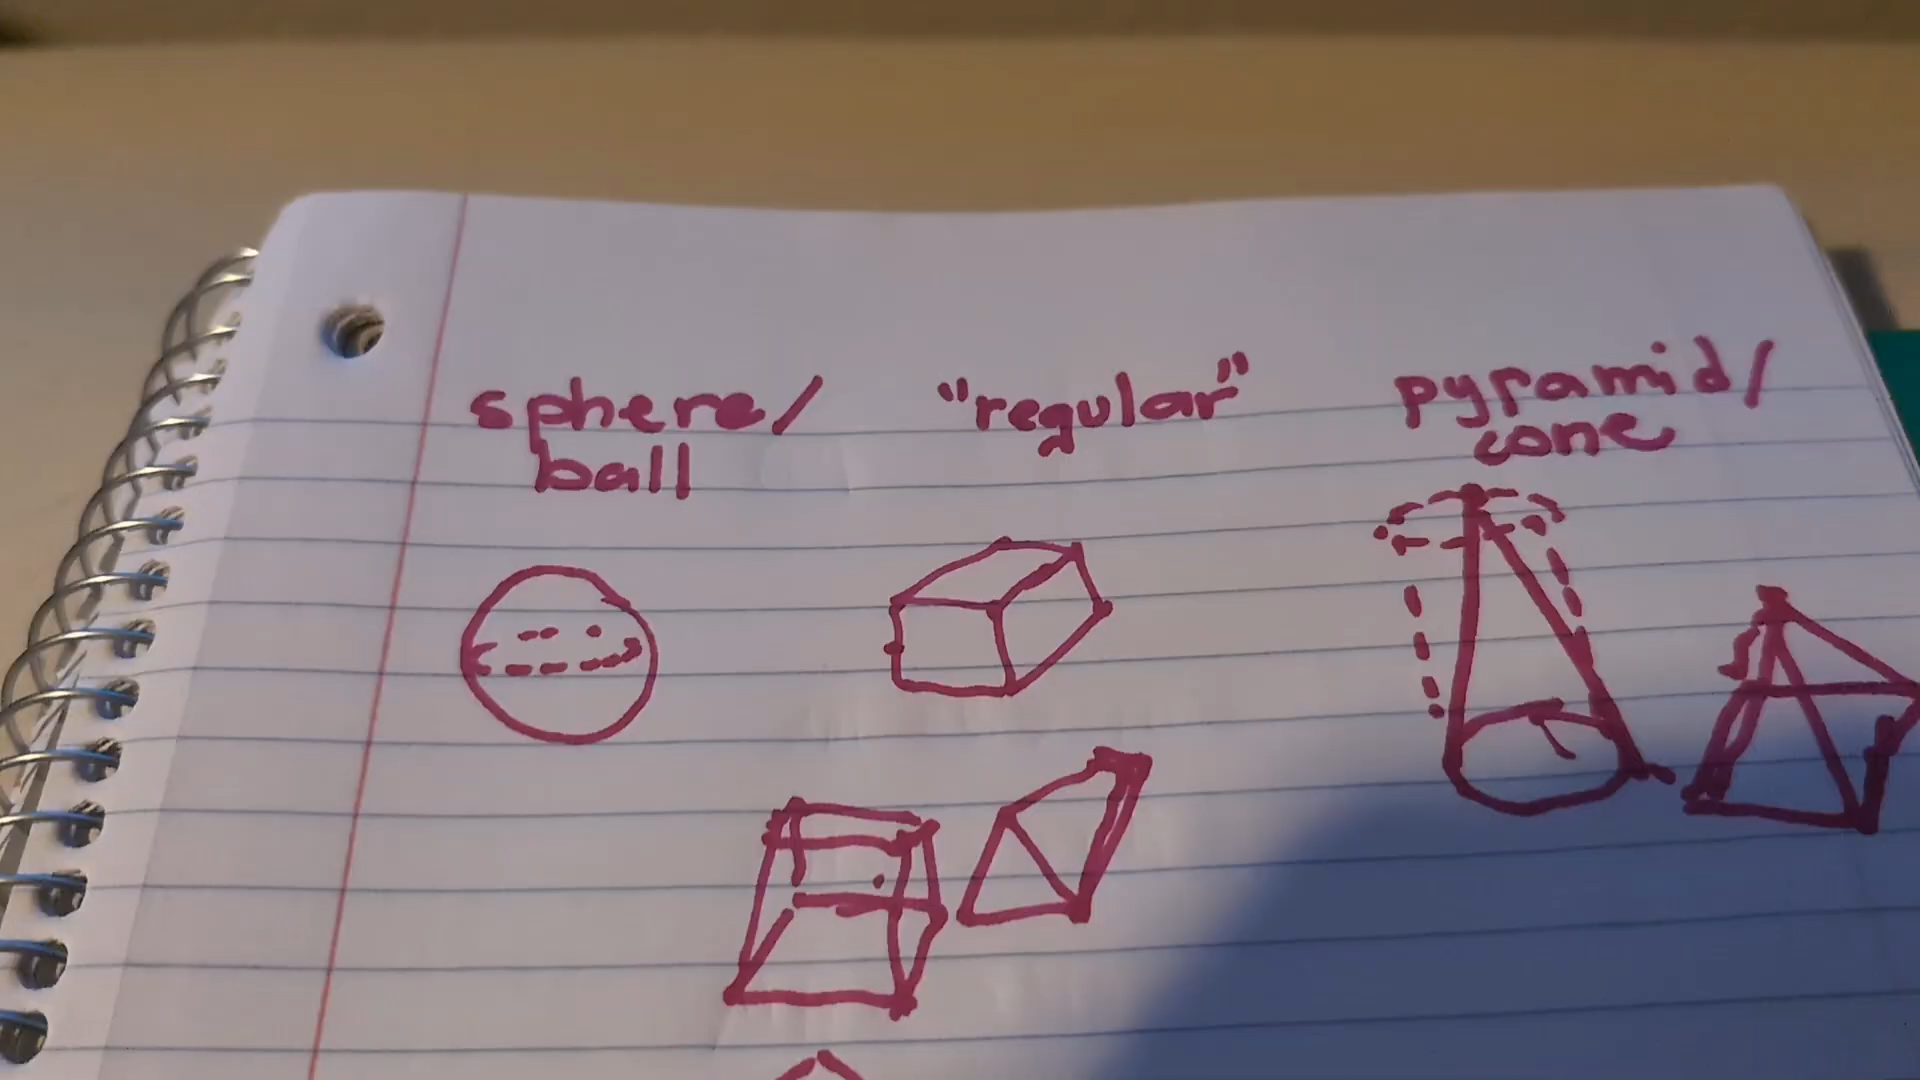 sphere/
ball
"regular"
pyramid/
cone